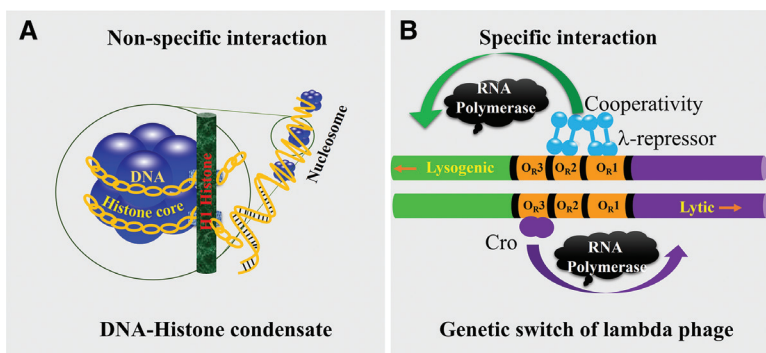 A
Non-specific interaction
DNA
Histone core
H1 Histone
Nucleosome
DNA-Histone condensate
B
Specific interaction
RNA
Polymerase
Cooperativity
λ-repressor
Lysogenic
OR3
OR2
OR1
OR3
OR2
OR1
Lytic
Cro
RNA
Polymerase
Genetic switch of lambda phage